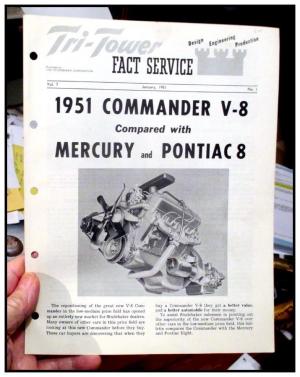 Tri-Tower
Design Engineering Production
FACT SERVICE
Published by
THE STUDEBAKER CORPORATION
Vol. 3 January, 1951 No. 1
1951 COMMANDER V-8
Compared with
MERCURY and PONTIAC 8
The repositioning of the great new V-8 Com-
mander in the low-medium price field has opened
up an entirely new market for Studebaker dealers.
Many owners of other cars in this price field are
looking at this new Commander before they buy.
These car buyers are discovering that when they
buy a Commander V-8 they get a better value,
and a better automobile for their money.
To assist Studebaker salesmen in pointing out
the superiority of the new Commander V-8 over
other cars in the low-medium price field, this bul-
letin compares the Commander with the Mercury
and Pontiac Eight.